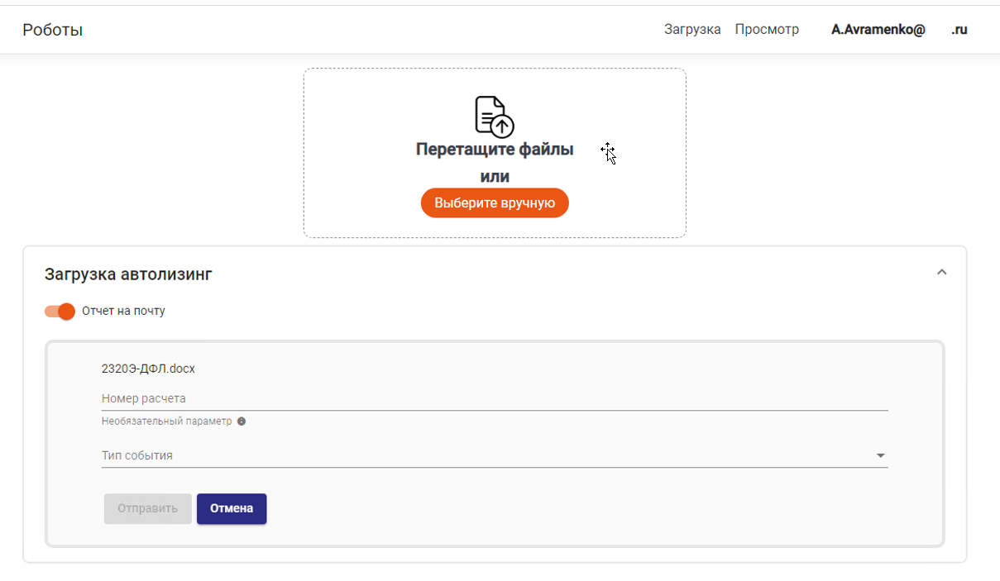 Роботы
Загрузка Просмотр A.Avramenko@ .ru
Перетащите файлы
или
Выберите вручную
Загрузка автолизинг
Отчет на почту
2320Э-ДФЛ.docx
Номер расчета
Необязательный параметр
Тип события
Отправить Отмена